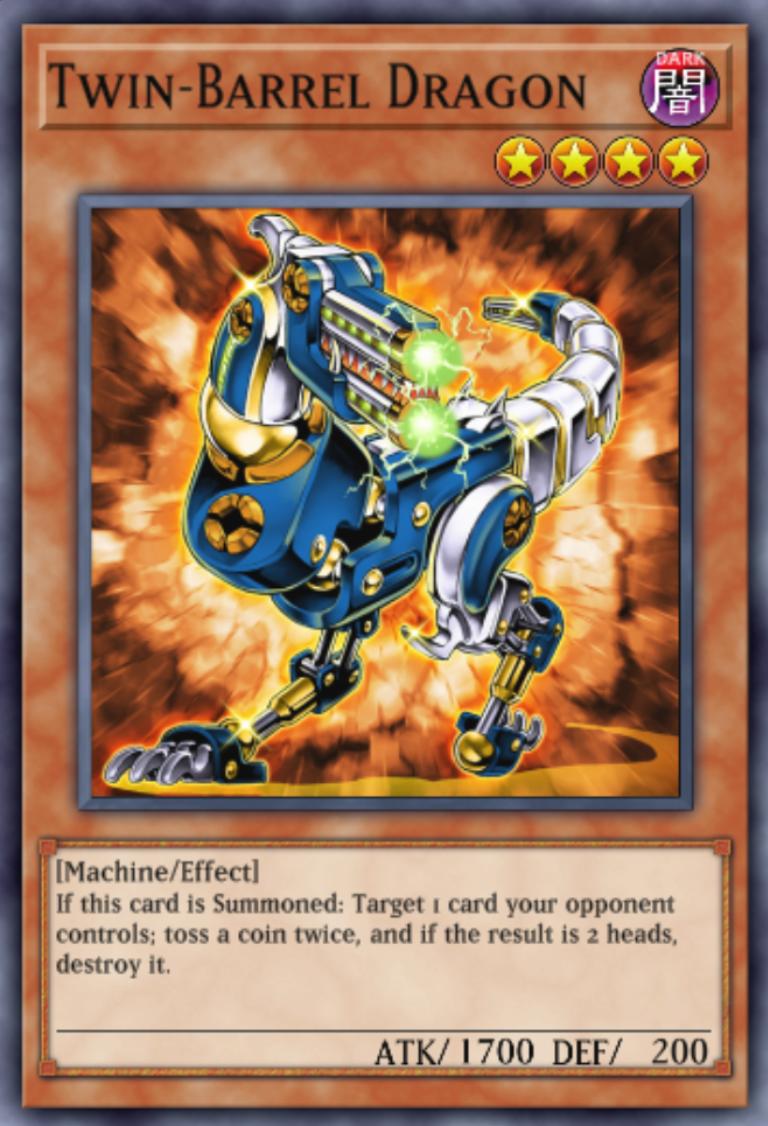 Twin-Barrel Dragon
DARK
闇
[Machine/Effect]
If this card is Summoned: Target 1 card your opponent
controls; toss a coin twice, and if the result is 2 heads,
destroy it.
ATK/ 1700 DEF/ 200